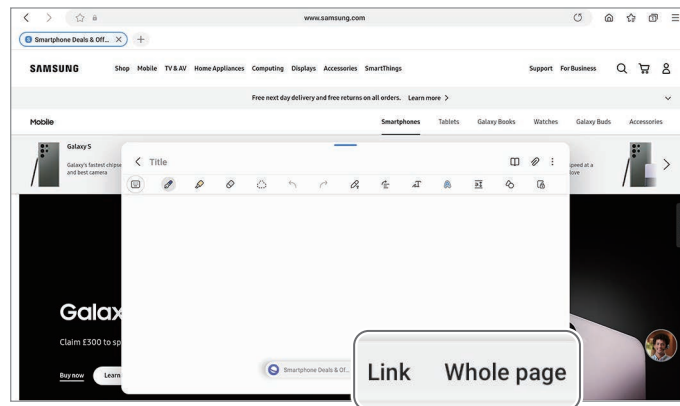 www.samsung.com
Smartphone Deals & Off...
SAMSUNG Shop Mobile TV & AV Home Appliances Computing Displays Accessories SmartThings Support For Business
Free next day delivery and free returns on all orders. Learn more
Mobile Smartphones Tablets Galaxy Books Watches Galaxy Buds Accessories
Galaxy S
Galaxy's fastest chipse
and best camera
speed at a
love
Title
Galax
Claim £300 to sp
Buy now Learn
Smartphone Deals & Of...
Link Whole page